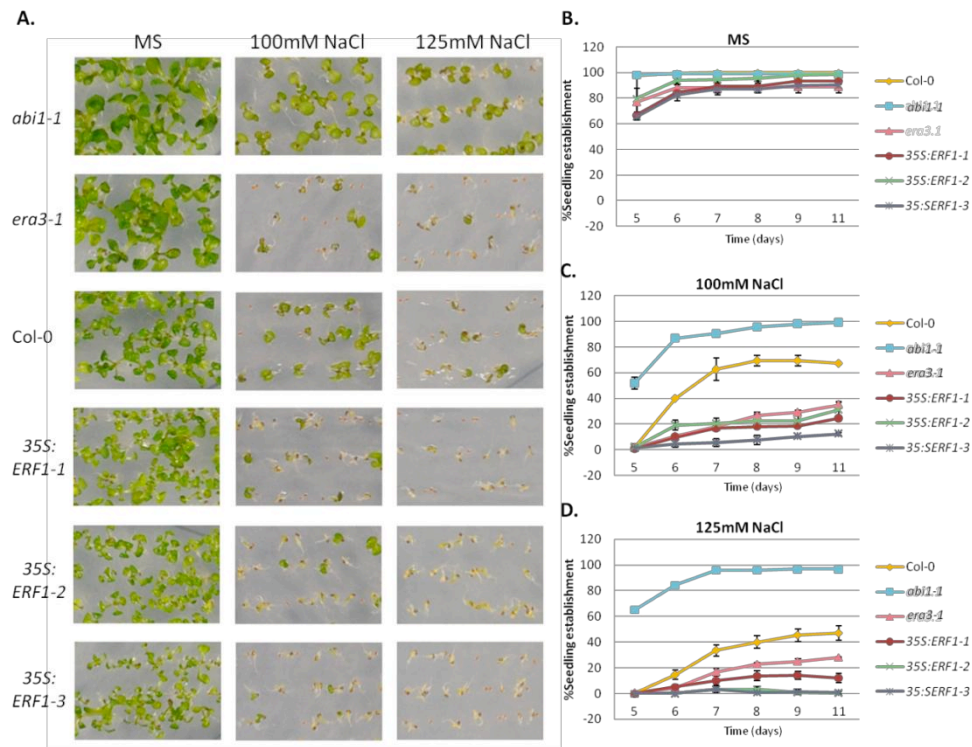 A.
MS 100mM NaCl 125mM NaCl
abi1-1
era3-1
Col-0
35S:
ERF1-1
35S:
ERF1-2
35S:
ERF1-3
B.
MS
%Seedling establishment
120
100
80
60
40
20
0
-20
5 6 7 8 9 11
Time (days)
Col-0
abi1-1
era3.1
35S:ERF1-1
35S:ERF1-2
35:SERF1-3
C.
100mM NaCl
%Seedling establishment
120
100
80
60
40
20
0
-20
5 6 7 8 9 11
Time (days)
Col-0
abi1-1
era3-1
35S:ERF1-1
35S:ERF1-2
35:SERF1-3
D.
125mM NaCl
%Seedling establishment
120
100
80
60
40
20
0
-20
5 6 7 8 9 11
Time (days)
Col-0
abi1-1
era3-1
35S:ERF1-1
35S:ERF1-2
35:SERF1-3